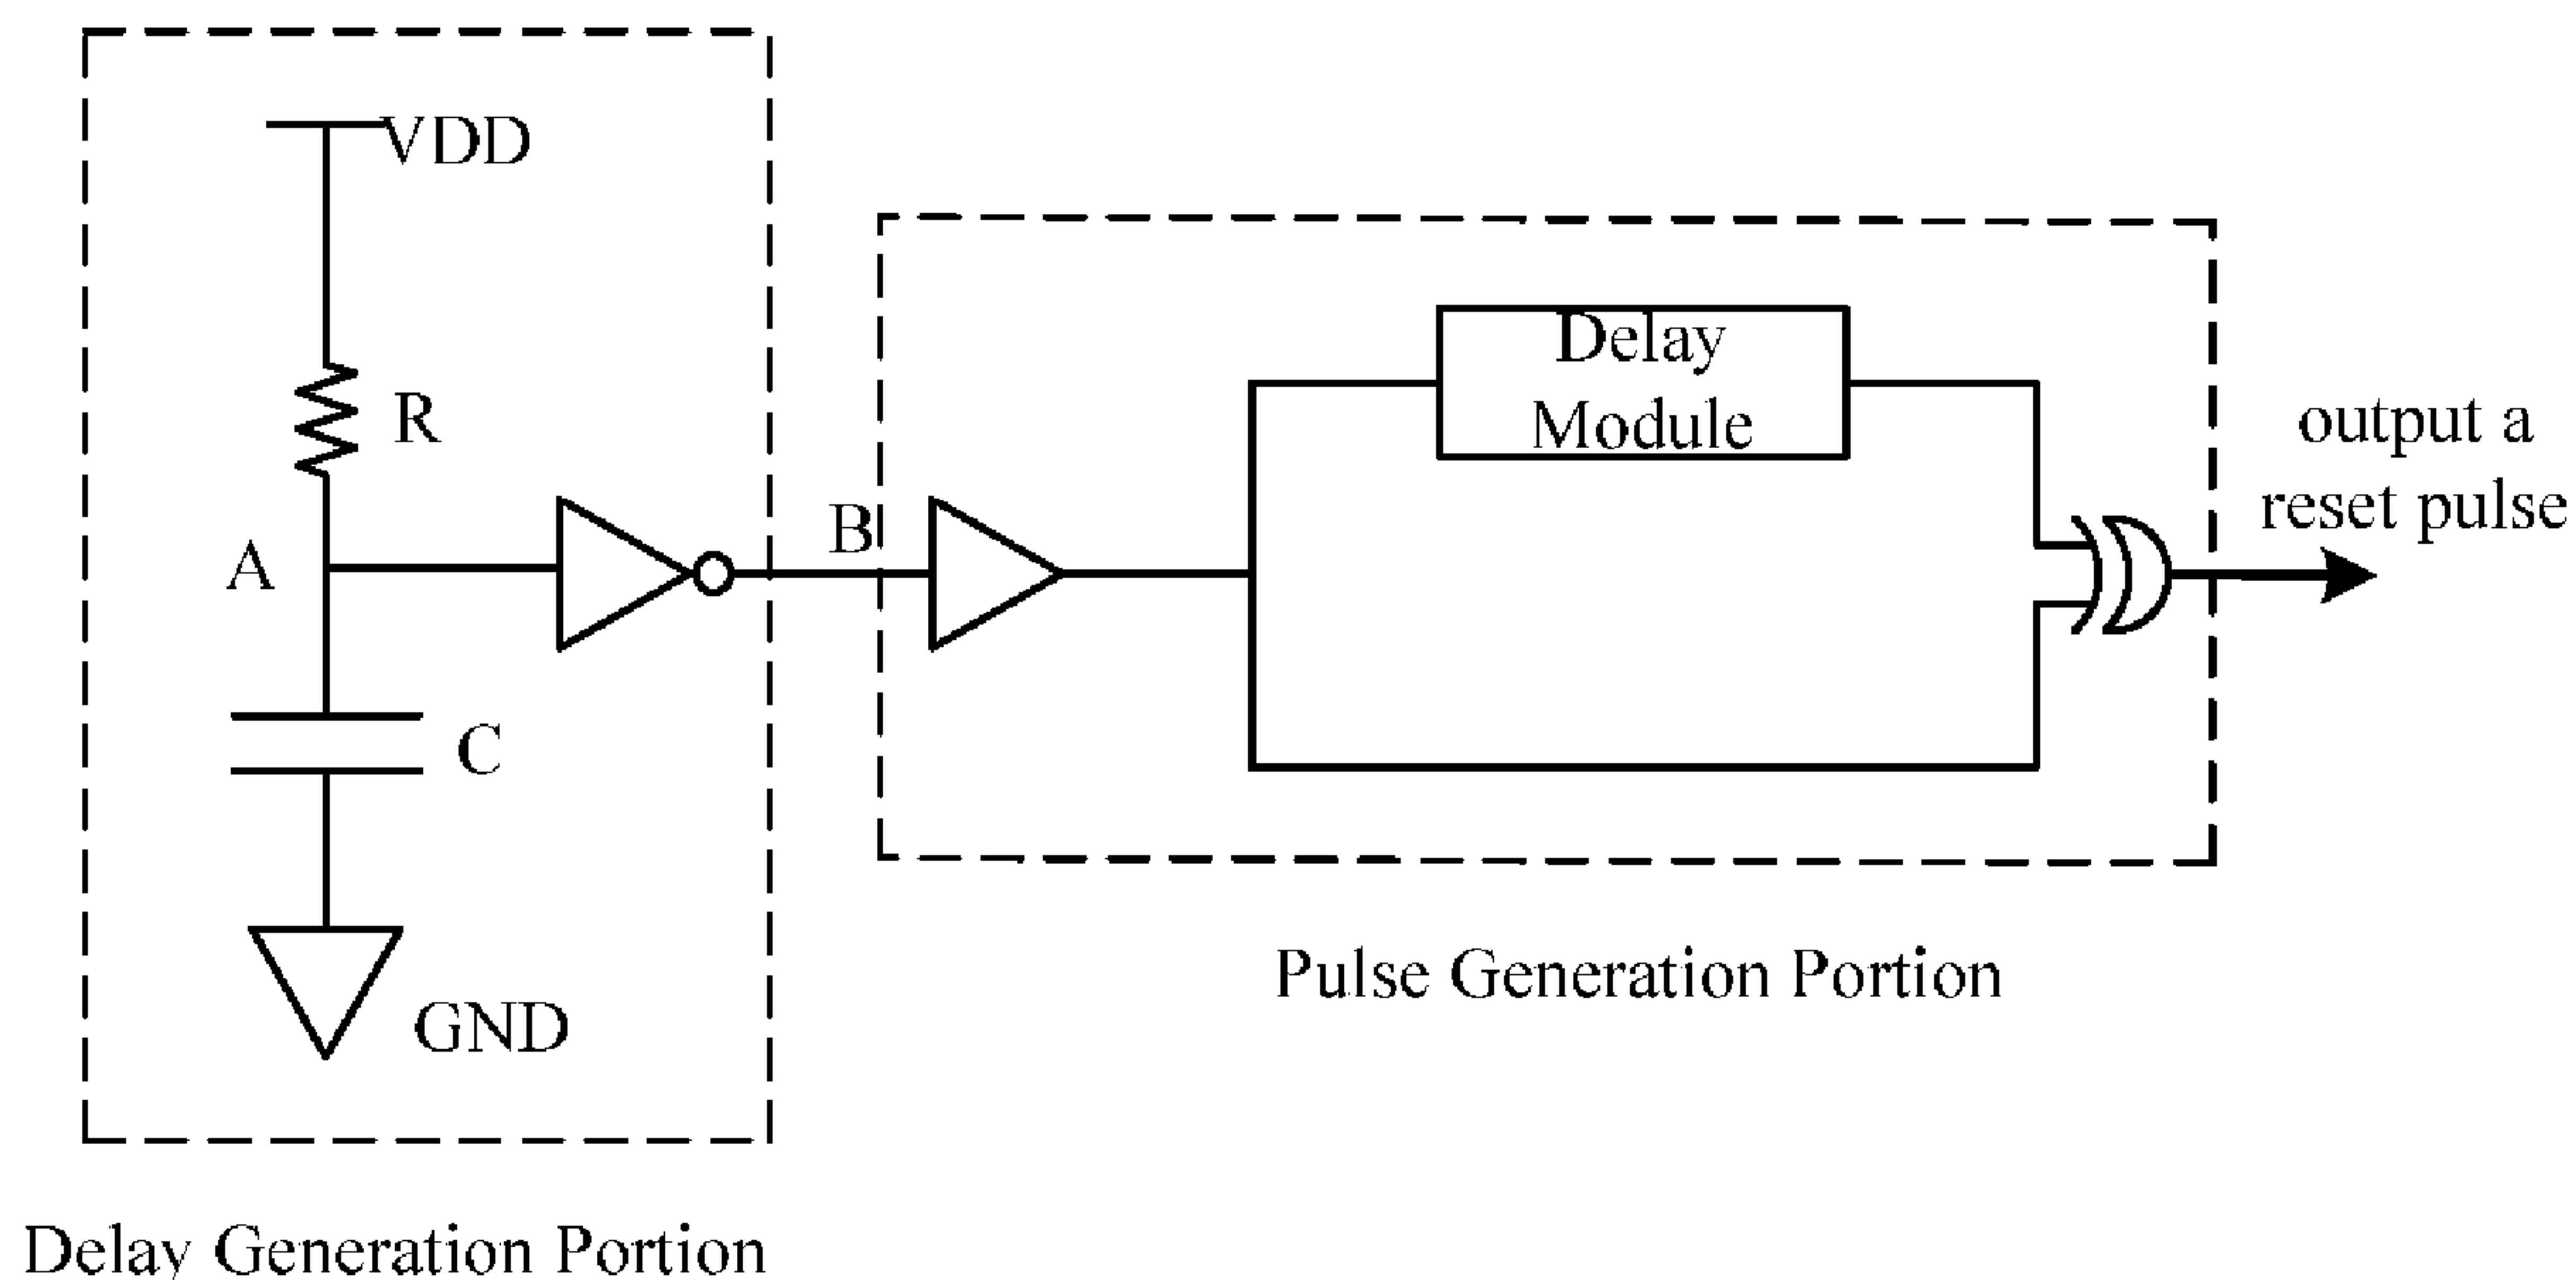 VDD
R
A
C
GND
B
Delay
Module
output a
reset pulse
Pulse Generation Portion
Delay Generation Portion